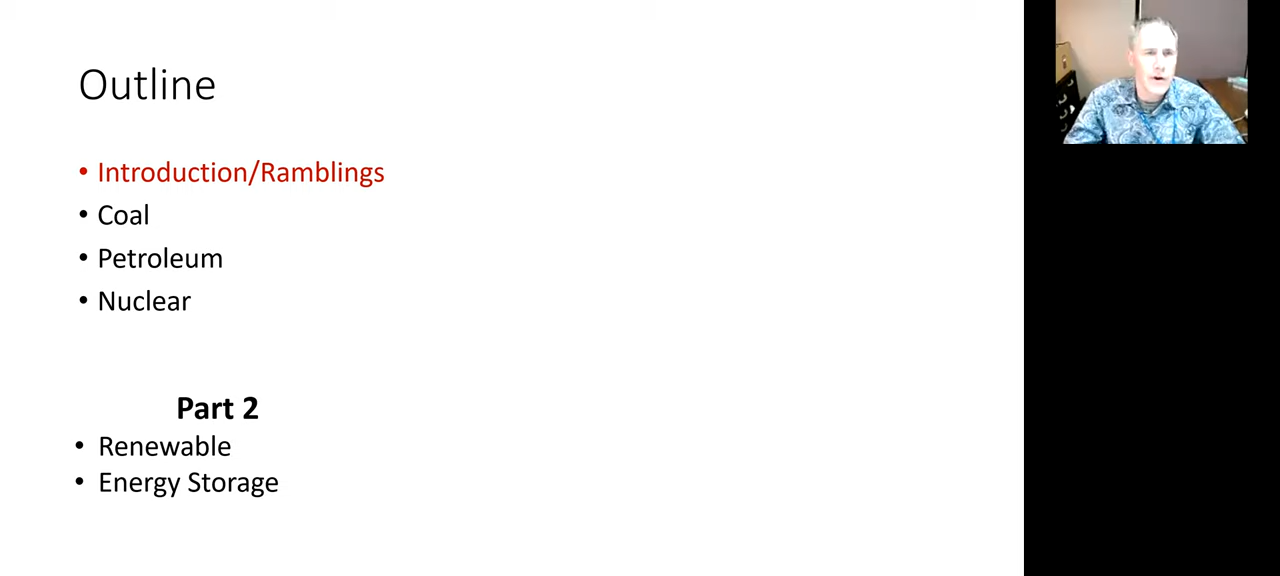 Outline
• Introduction/Ramblings
• Coal
• Petroleum
• Nuclear
Part 2
• Renewable
• Energy Storage